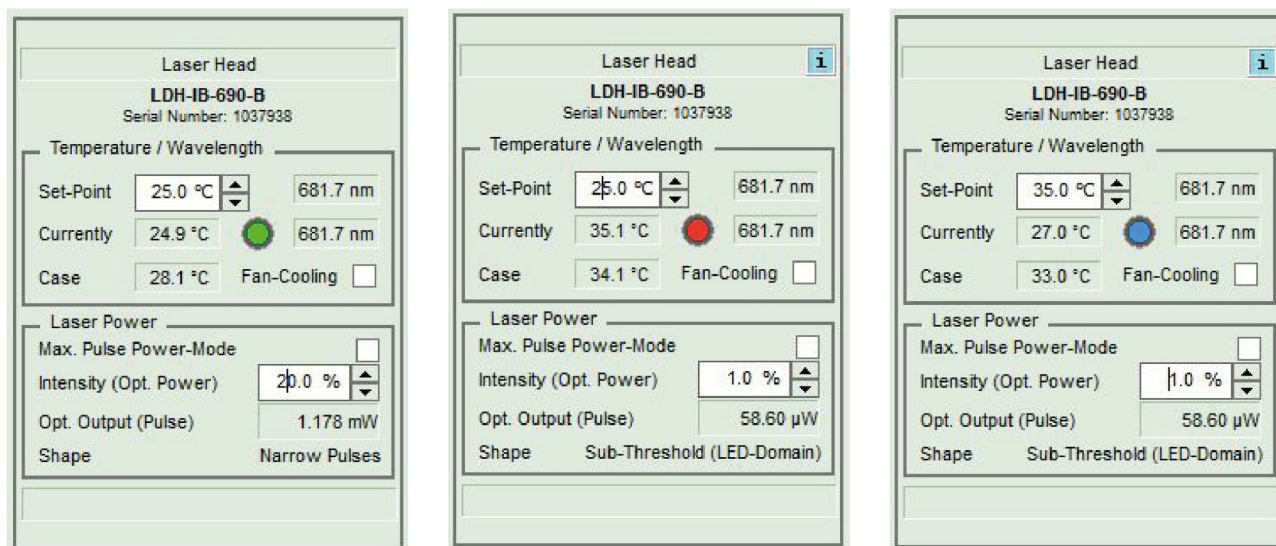 Laser Head
LDH-IB-690-B
Serial Number: 1037938
Temperature / Wavelength
Set-Point 25.0 °C 681.7 nm
Currently 24.9 °C 681.7 nm
Case 28.1 °C Fan-Cooling
Laser Power
Max. Pulse Power-Mode
Intensity (Opt. Power) 20.0 %
Opt. Output (Pulse) 1.178 mW
Shape Narrow Pulses
Laser Head i
LDH-IB-690-B
Serial Number: 1037938
Temperature / Wavelength
Set-Point 25.0 °C 681.7 nm
Currently 35.1 °C 681.7 nm
Case 34.1 °C Fan-Cooling
Laser Power
Max. Pulse Power-Mode
Intensity (Opt. Power) 1.0 %
Opt. Output (Pulse) 58.60 µW
Shape Sub-Threshold (LED-Domain)
Laser Head i
LDH-IB-690-B
Serial Number: 1037938
Temperature / Wavelength
Set-Point 35.0 °C 681.7 nm
Currently 27.0 °C 681.7 nm
Case 33.0 °C Fan-Cooling
Laser Power
Max. Pulse Power-Mode
Intensity (Opt. Power) 1.0 %
Opt. Output (Pulse) 58.60 µW
Shape Sub-Threshold (LED-Domain)